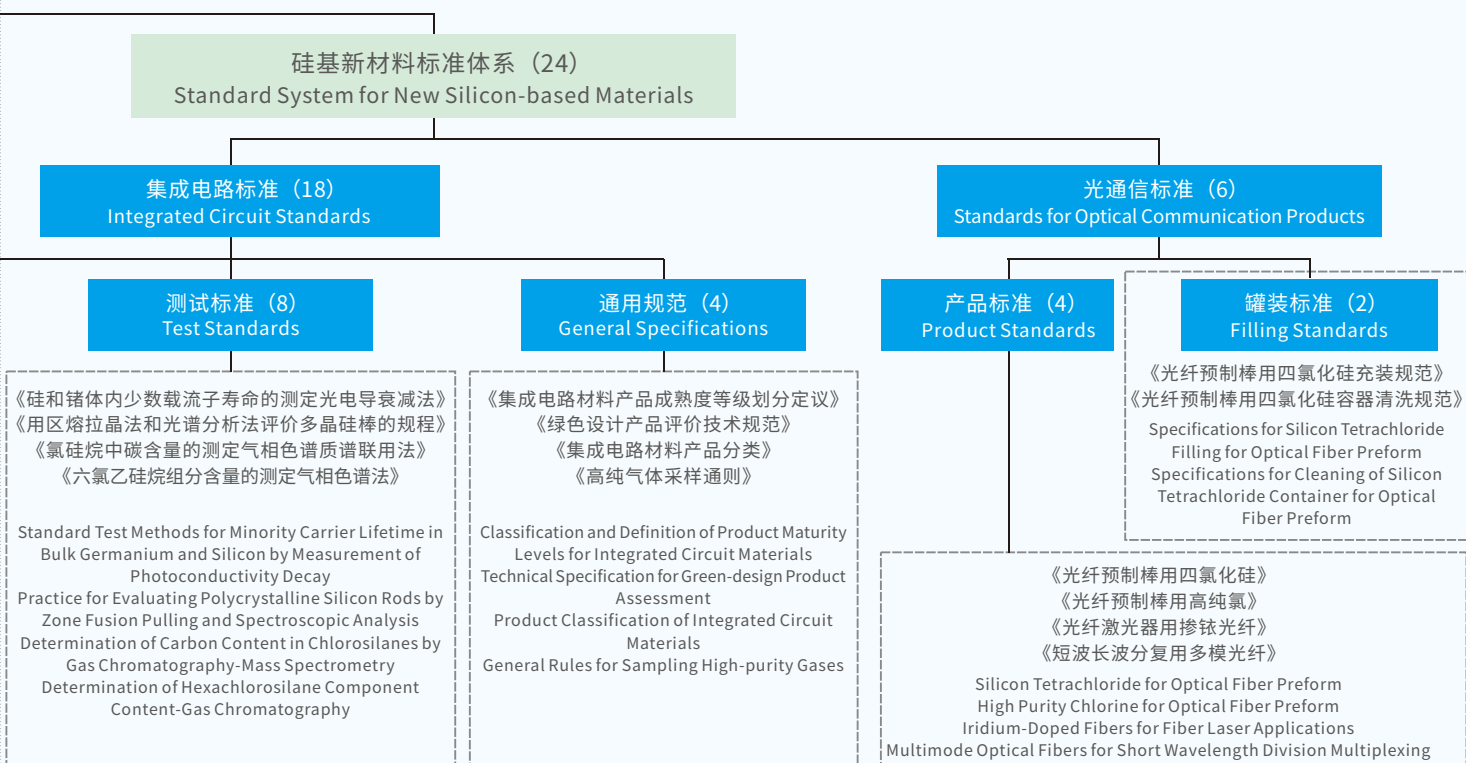 硅基新材料标准体系（24）
Standard System for New Silicon-based Materials
集成电路标准（18）
Integrated Circuit Standards
光通信标准（6）
Standards for Optical Communication Products
测试标准（8）
Test Standards
通用规范（4）
General Specifications
产品标准（4）
Product Standards
罐装标准（2）
Filling Standards
《硅和锗体内少数载流子寿命的测定光电导衰减法》
《用区熔拉晶法和光谱分析法评价多晶硅棒的规程》
《氯硅烷中碳含量的测定气相色谱质谱联用法》
《六氯乙硅烷组分含量的测定气相色谱法》
Standard Test Methods for Minority Carrier Lifetime in
Bulk Germanium and Silicon by Measurement of
Photoconductivity Decay
Practice for Evaluating Polycrystalline Silicon Rods by
Zone Fusion Pulling and Spectroscopic Analysis
Determination of Carbon Content in Chlorosilanes by
Gas Chromatography-Mass Spectrometry
Determination of Hexachlorosilane Component
Content-Gas Chromatography
《集成电路材料产品成熟度等级划分定议》
《绿色设计产品评价技术规范》
《集成电路材料产品分类》
《高纯气体采样通则》
Classification and Definition of Product Maturity
Levels for Integrated Circuit Materials
Technical Specification for Green-design Product
Assessment
Product Classification of Integrated Circuit
Materials
General Rules for Sampling High-purity Gases
《光纤预制棒用四氯化硅充装规范》
《光纤预制棒用四氯化硅容器清洗规范》
Specifications for Silicon Tetrachloride
Filling for Optical Fiber Preform
Specifications for Cleaning of Silicon
Tetrachloride Container for Optical
Fiber Preform
《光纤预制棒用四氯化硅》
《光纤预制棒用高纯氯》
《光纤激光器用掺铱光纤》
《短波长波分复用多模光纤》
Silicon Tetrachloride for Optical Fiber Preform
High Purity Chlorine for Optical Fiber Preform
Iridium-Doped Fibers for Fiber Laser Applications
Multimode Optical Fibers for Short Wavelength Division Multiplexing